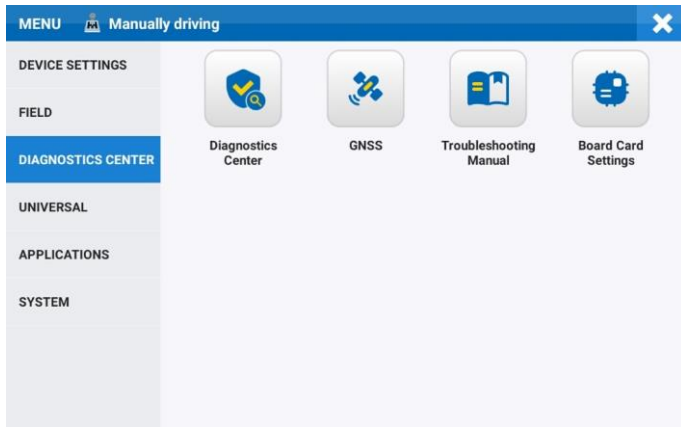 MENU Manually driving
DEVICE SETTINGS
FIELD
DIAGNOSTICS CENTER
UNIVERSAL
APPLICATIONS
SYSTEM
Diagnostics
Center
GNSS
Troubleshooting
Manual
Board Card
Settings